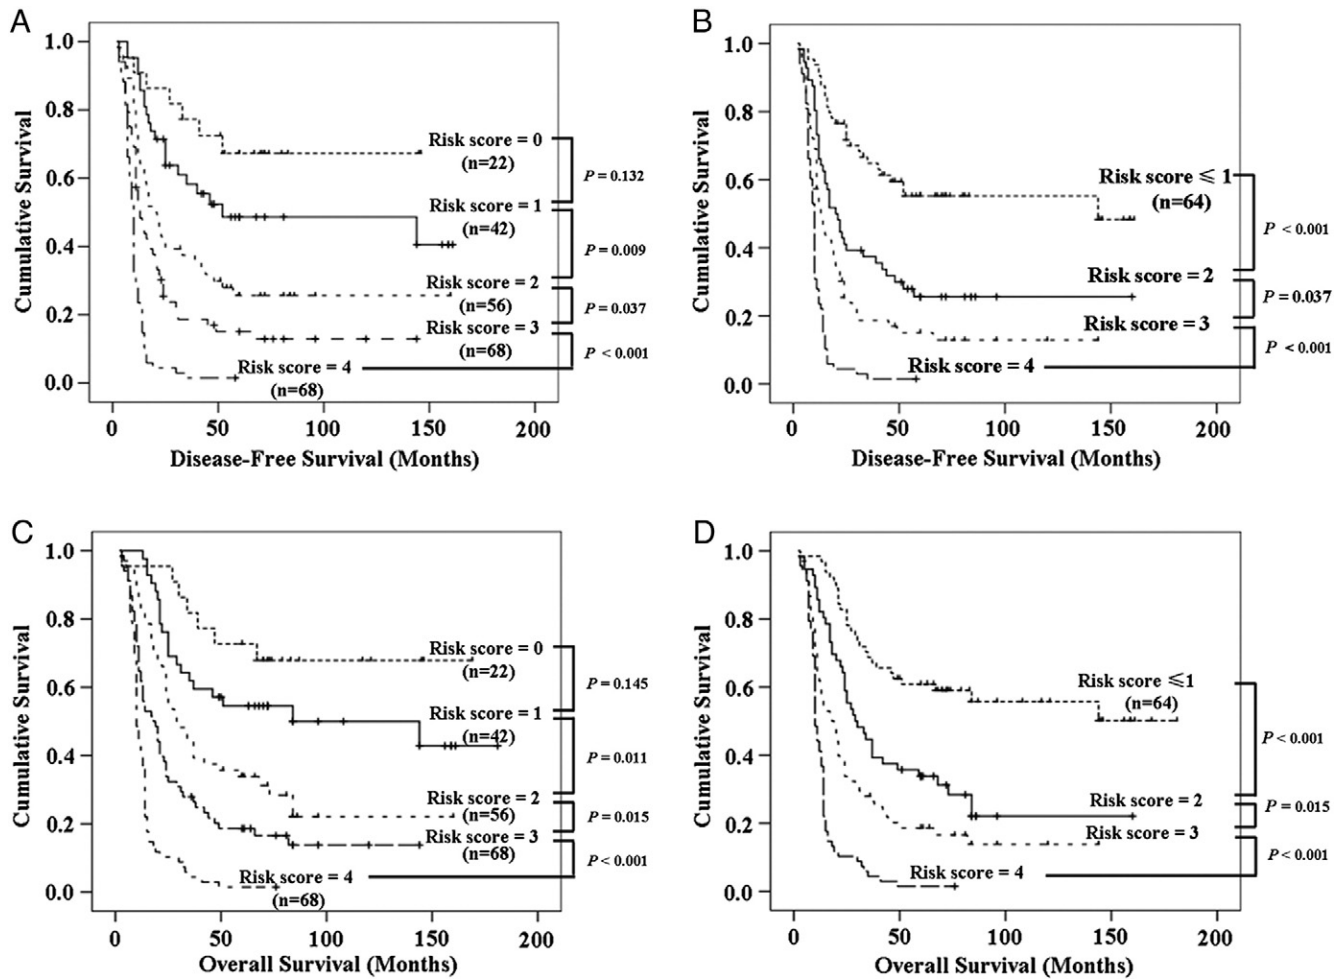 A
Cumulative Survival
1.0
0.8
0.6
0.4
0.2
0.0
Risk score = 0
(n=22)
Risk score = 1
(n=42)
Risk score = 2
(n=56)
Risk score = 3
(n=68)
Risk score = 4
(n=68)
P = 0.132
P = 0.009
P = 0.037
P < 0.001
0 50 100 150 200
Disease-Free Survival (Months)
B
Cumulative Survival
1.0
0.8
0.6
0.4
0.2
0.0
Risk score ⩽ 1
(n=64)
Risk score = 2
Risk score = 3
Risk score = 4
P < 0.001
P = 0.037
P < 0.001
0 50 100 150 200
Disease-Free Survival (Months)
C
Cumulative Survival
1.0
0.8
0.6
0.4
0.2
0.0
Risk score = 0
(n=22)
Risk score = 1
(n=42)
Risk score = 2
(n=56)
Risk score = 3
(n=68)
Risk score = 4
(n=68)
P = 0.145
P = 0.011
P = 0.015
P < 0.001
0 50 100 150 200
Overall Survival (Months)
D
Cumulative Survival
1.0
0.8
0.6
0.4
0.2
0.0
Risk score ⩽1
(n=64)
Risk score = 2
Risk score = 3
Risk score = 4
P < 0.001
P = 0.015
P < 0.001
0 50 100 150 200
Overall Survival (Months)